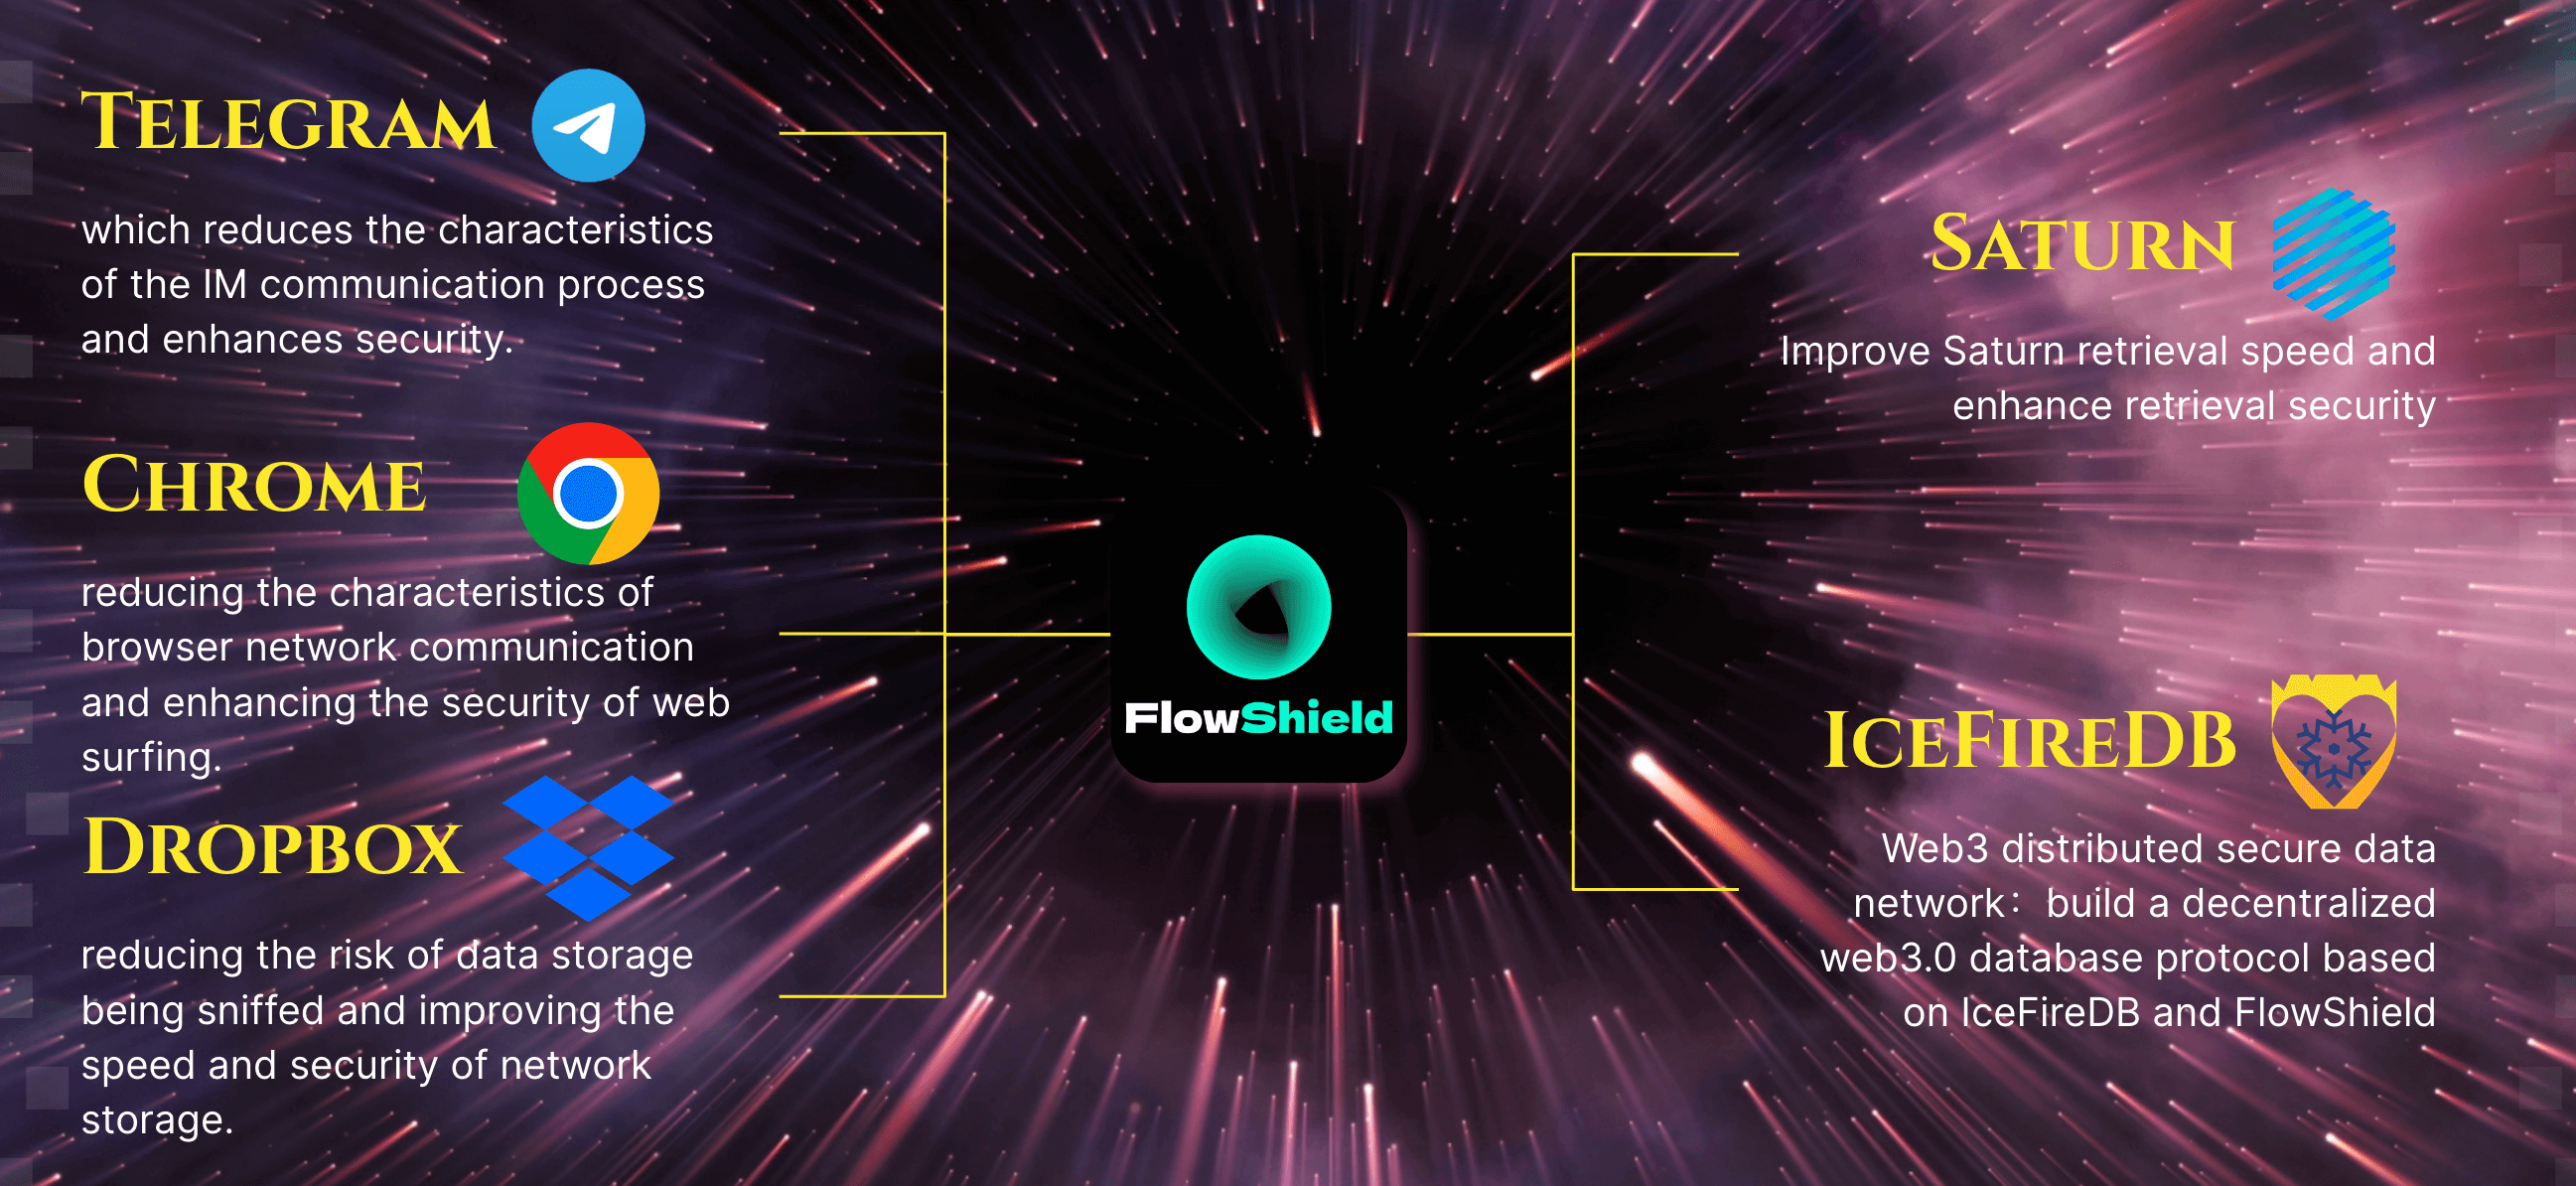 TELEGRAM
which reduces the characteristics
of the IM communication process
and enhances security.
CHROME
reducing the characteristics of
browser network communication
and enhancing the security of web
surfing.
DROPBOX
reducing the risk of data storage
being sniffed and improving the
speed and security of network
storage.
FlowShield
SATURN
Improve Saturn retrieval speed and
enhance retrieval security
ICEFIREDB
Web3 distributed secure data
network：build a decentralized
web3.0 database protocol based
on IceFireDB and FlowShield